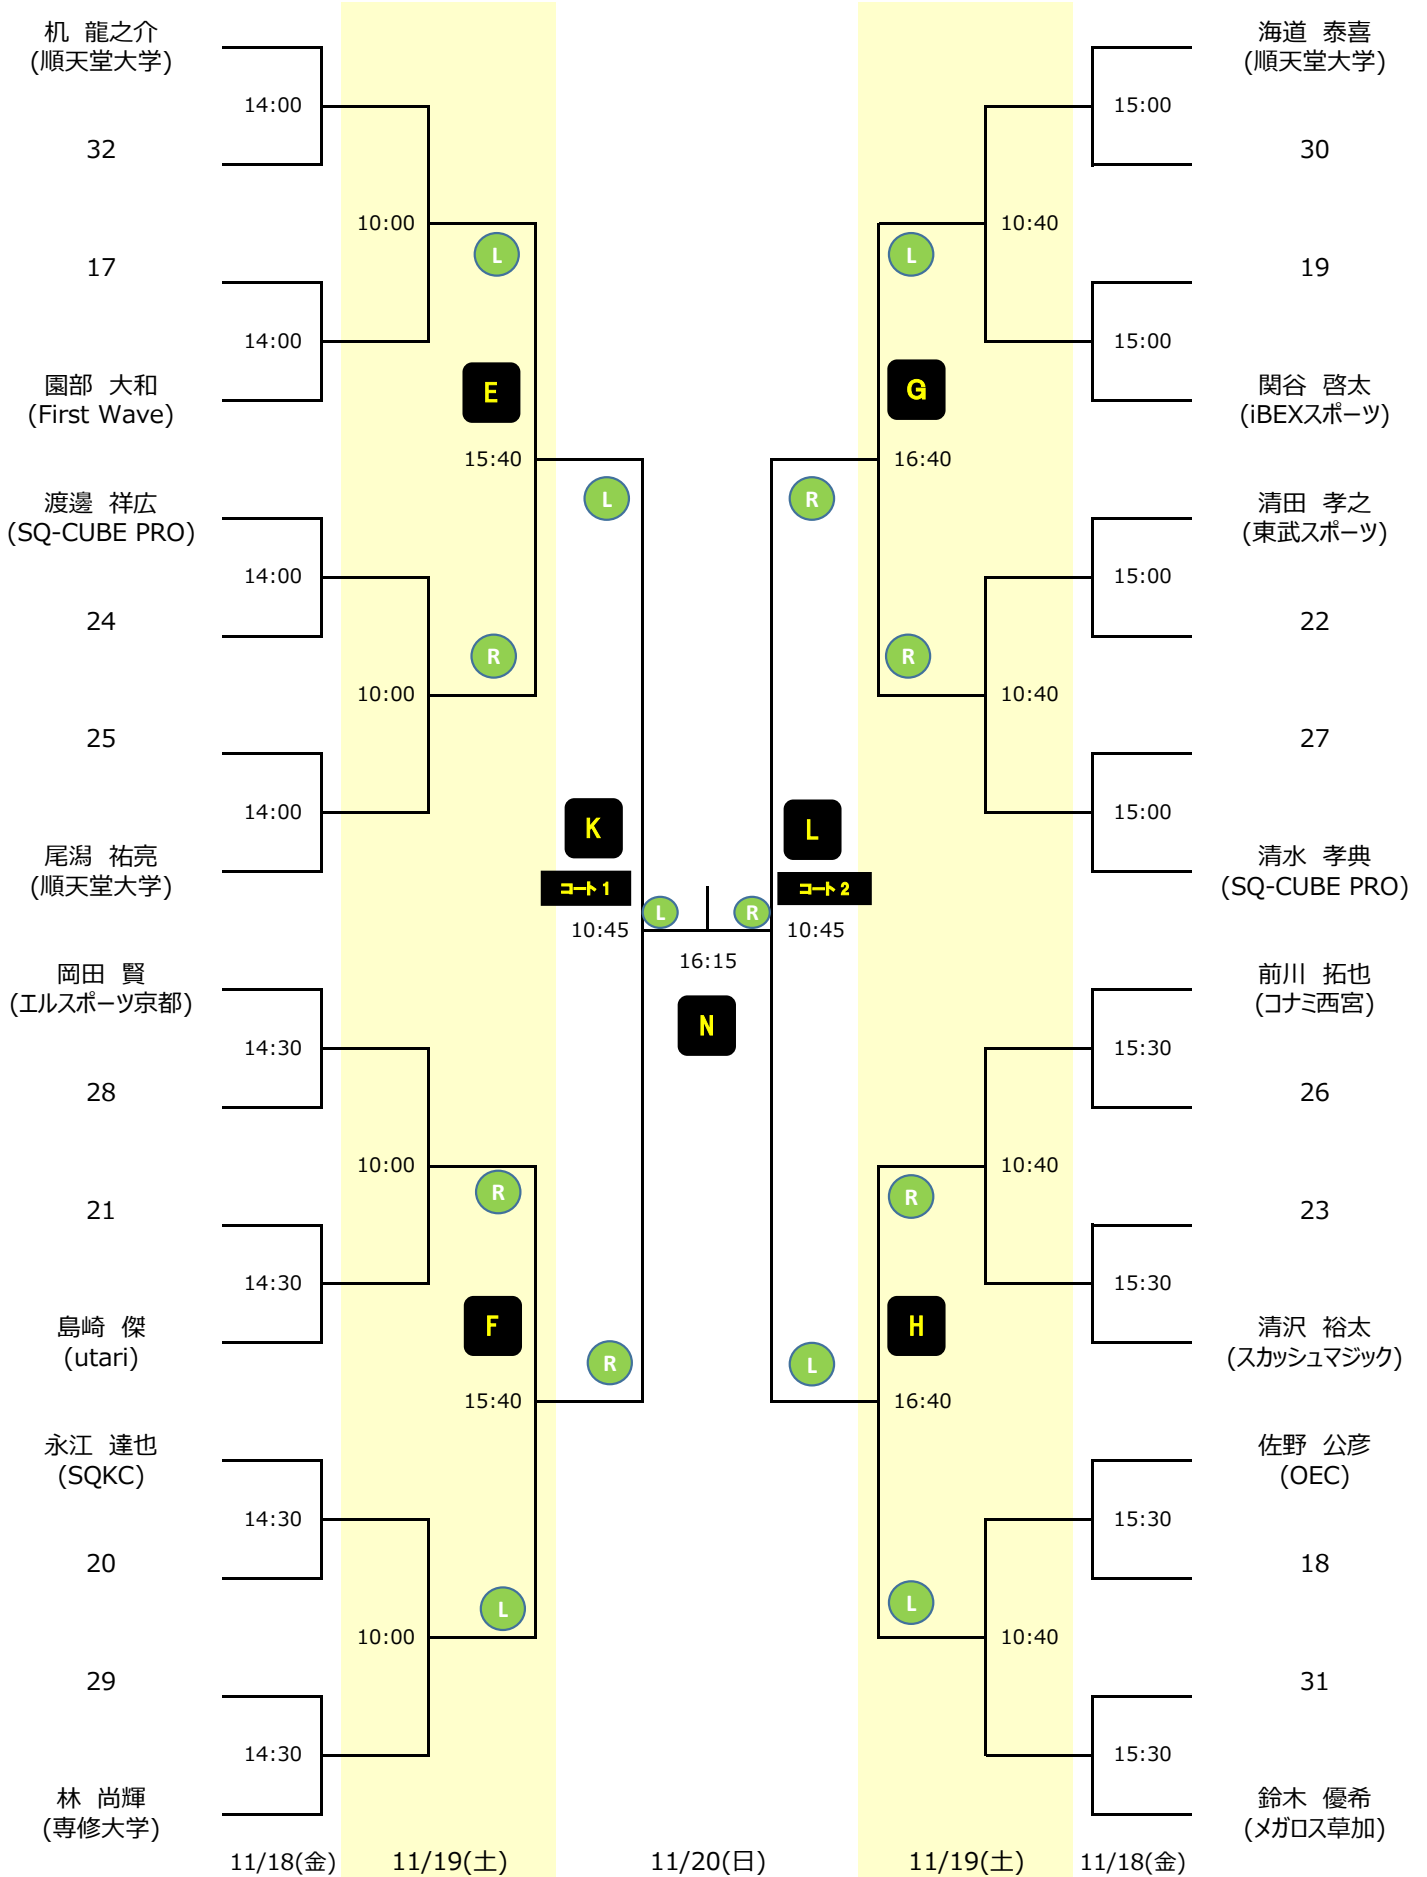 机 龍之介
(順天堂大学)
14:00
32
10:00
L
17
14:00
園部 大和
(First Wave)
E
15:40
L
渡邊 祥広
(SQ-CUBE PRO)
14:00
24
R
10:00
25
14:00
尾潟 祐亮
(順天堂大学)
K
コート 1
10:45
L
岡田 賢
(エルスポーツ京都)
14:30
28
10:00
R
21
14:30
島崎 傑
(utari)
F
R
15:40
永江 達也
(SQKC)
14:30
20
L
10:00
29
14:30
林 尚輝
(専修大学)
16:15
N
海道 泰喜
(順天堂大学)
15:00
30
10:40
L
19
15:00
関谷 啓太
(iBEXスポーツ)
G
16:40
R
清田 孝之
(東武スポーツ)
15:00
22
R
10:40
27
15:00
清水 孝典
(SQ-CUBE PRO)
L
コート 2
10:45
R
前川 拓也
(コナミ西宮)
15:30
26
10:40
R
23
15:30
清沢 裕太
(スカッシュマジック)
H
L
16:40
佐野 公彦
(OEC)
15:30
18
L
10:40
31
15:30
鈴木 優希
(メガロス草加)
11/18(金) 11/19(土) 11/20(日) 11/19(土) 11/18(金)